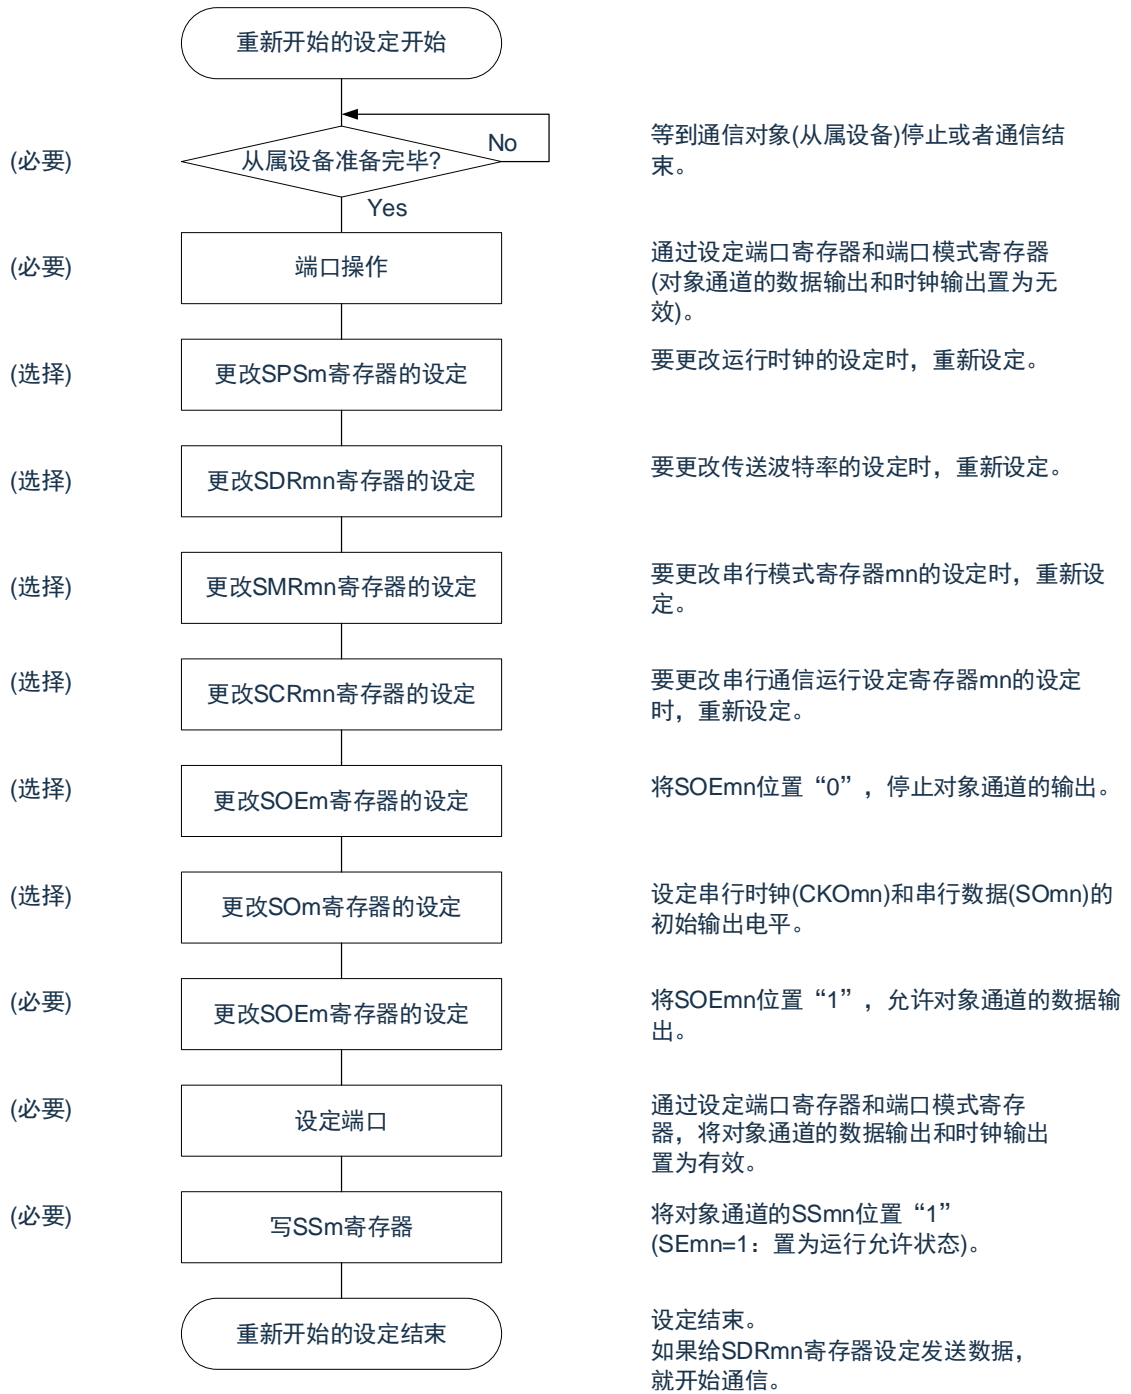 重新开始的设定开始
No
等到通信对象(从属设备)停止或者通信结
束。
(必要)
从属设备准备完毕?
Yes
(必要)
端口操作
通过设定端口寄存器和端口模式寄存器
(对象通道的数据输出和时钟输出置为无
效)。
(选择)
更改SPSm寄存器的设定
要更改运行时钟的设定时，重新设定。
(选择)
更改SDRmn寄存器的设定
要更改传送波特率的设定时，重新设定。
(选择)
更改SMRmn寄存器的设定
要更改串行模式寄存器mn的设定时，重新设
定。
(选择)
更改SCRmn寄存器的设定
要更改串行通信运行设定寄存器mn的设定
时，重新设定。
(选择)
更改SOEm寄存器的设定
将SOEmn位置“0”，停止对象通道的输出。
(选择)
更改SOm寄存器的设定
设定串行时钟(CKOmn)和串行数据(SOmn)的
初始输出电平。
(必要)
更改SOEm寄存器的设定
将SOEmn位置“1”，允许对象通道的数据输
出。
(必要)
设定端口
通过设定端口寄存器和端口模式寄存
器，将对象通道的数据输出和时钟输出
置为有效。
(必要)
写SSm寄存器
将对象通道的SSmn位置“1”
(SEmn=1：置为运行允许状态)。
重新开始的设定结束
设定结束。
如果给SDRmn寄存器设定发送数据，
就开始通信。